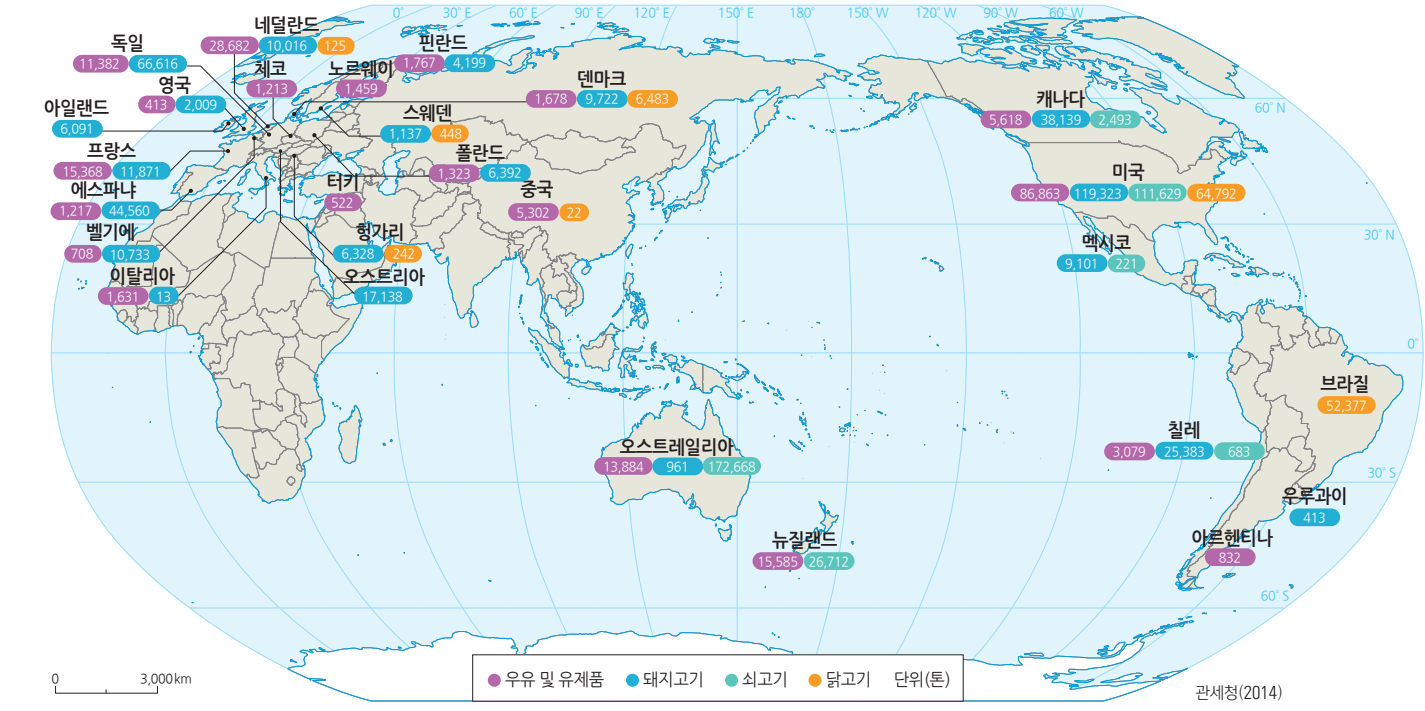 0° 30° E 60° E 90° E 120° E 150° E 180° 150° W 120° W 90° W 60° W
네덜란드
28,682 10,016 125
독일
11,382 66,616
핀란드
1,767 4,199
체코
1,213
노르웨이
1,459
영국
413 2,009
덴마크
1,678 9,722 6,483
아일랜드
6,091
스웨덴
1,137 448
캐나다
5,618 38,139 2,493
60° N
프랑스
15,368 11,871
폴란드
1,323 6,392
미국
86,863 119,323 111,629 64,792
에스파냐
1,217 44,560
터키
522
중국
5,302 22
벨기에
708 10,733
헝가리
6,328 242
30° N
멕시코
9,101 221
이탈리아
1,631 13
오스트리아
17,138
0°
브라질
52,377
칠레
3,079 25,383 683
오스트레일리아
13,884 961 172,668
30° S
우루과이
413
뉴질랜드
15,585 26,712
아르헨티나
832
60° S
0 3,000km
우유 및 유제품 돼지고기 쇠고기 닭고기 단위(톤)
관세청(2014)